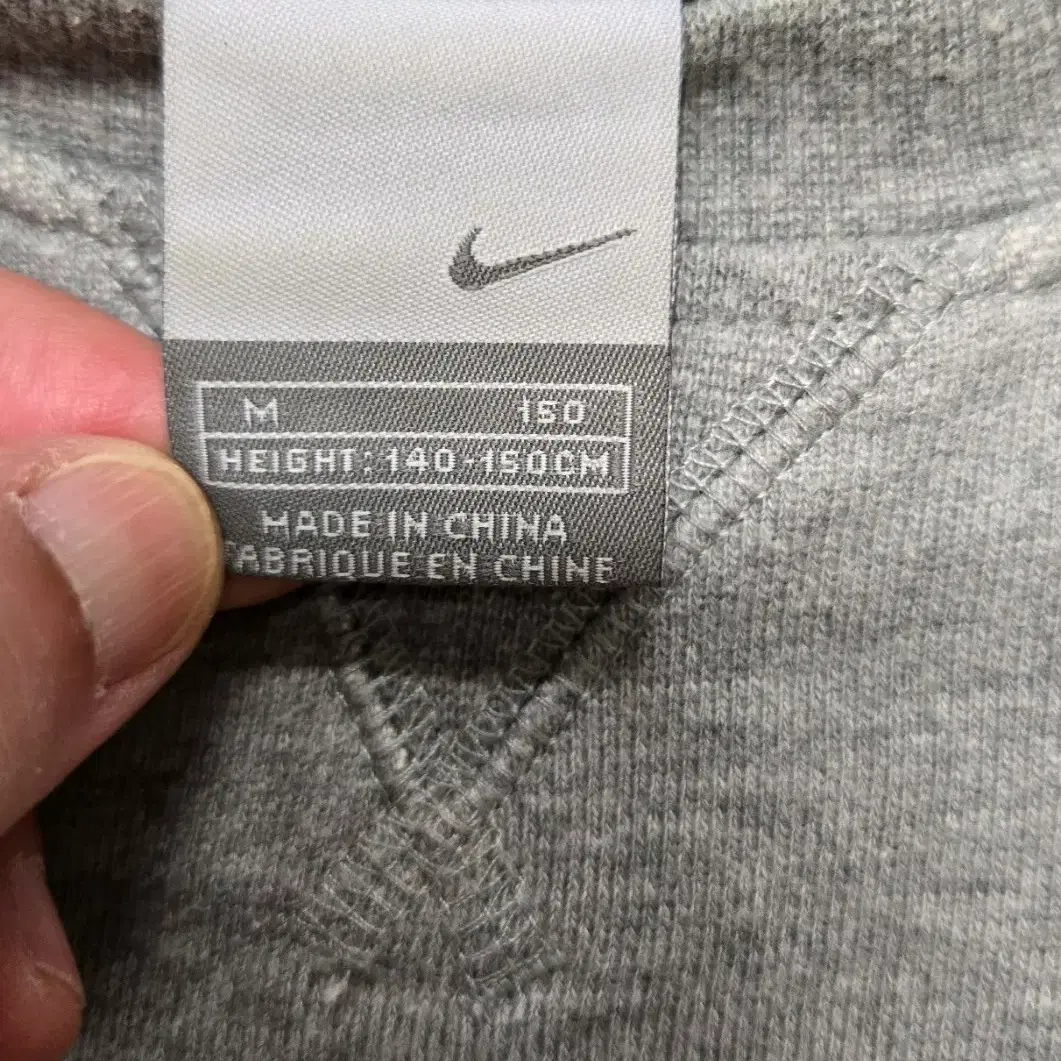 M 150
HEIGHT: 140-150CM
MADE IN CHINA
FABRIQUE EN CHINE